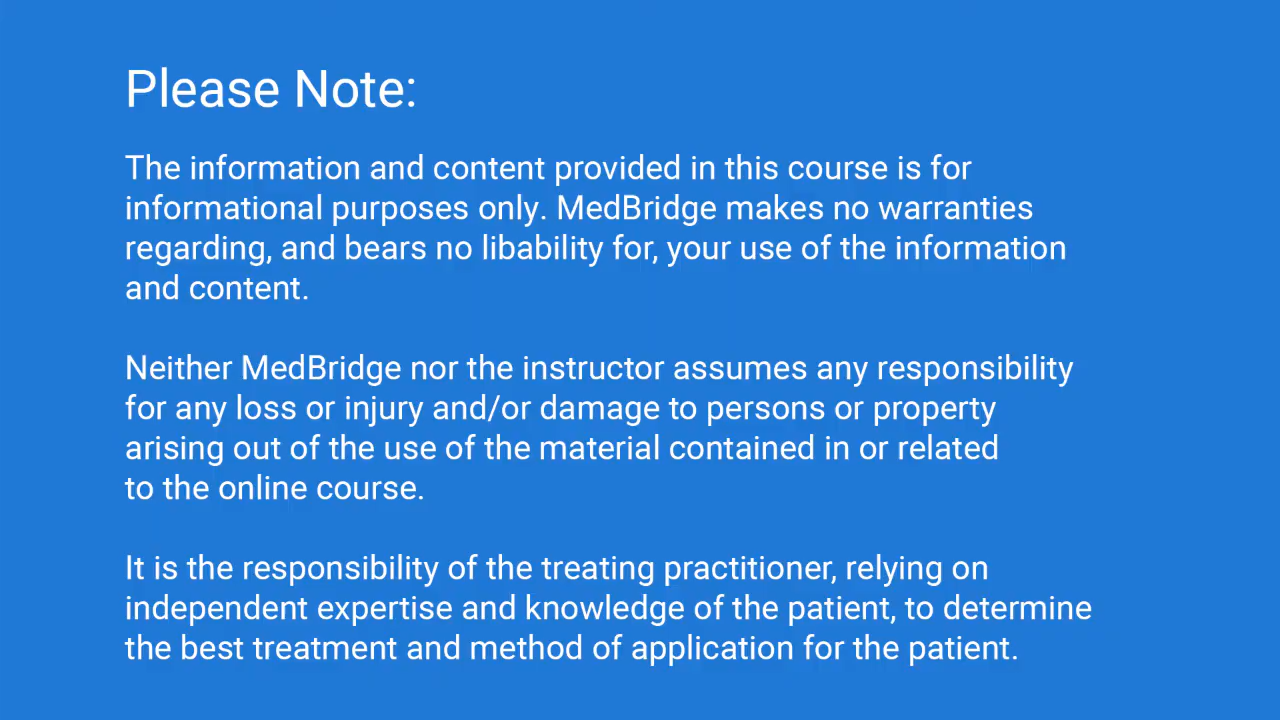 Please Note:
The information and content provided in this course is for
informational purposes only. MedBridge makes no warranties
regarding, and bears no libability for, your use of the information
and content.
Neither MedBridge nor the instructor assumes any responsibility
for any loss or injury and/or damage to persons or property
arising out of the use of the material contained in or related
to the online course.
It is the responsibility of the treating practitioner, relying on
independent expertise and knowledge of the patient, to determine
the best treatment and method of application for the patient.